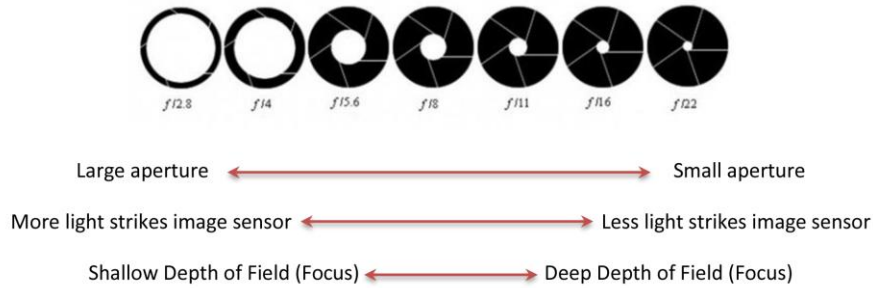 f/2.8 f/4 f/5.6 f/8 f/11 f/16 f/22
Large aperture Small aperture
More light strikes image sensor Less light strikes image sensor
Shallow Depth of Field (Focus) Deep Depth of Field (Focus)